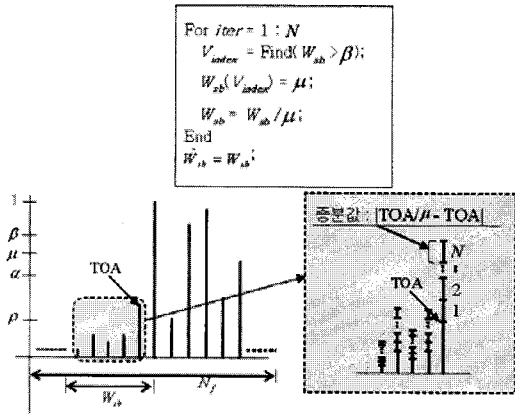 For iter = 1 : N
V_index = Find(W_sb > β);
W_sb(V_index) = μ;
W_sb = W_sb/μ;
End
Ŵ_sb = W_sb;
1
β
μ
α
ρ
TOA
W_sb
N_f
증분값 : |TOA/μ - TOA|
N
2
1
TOA